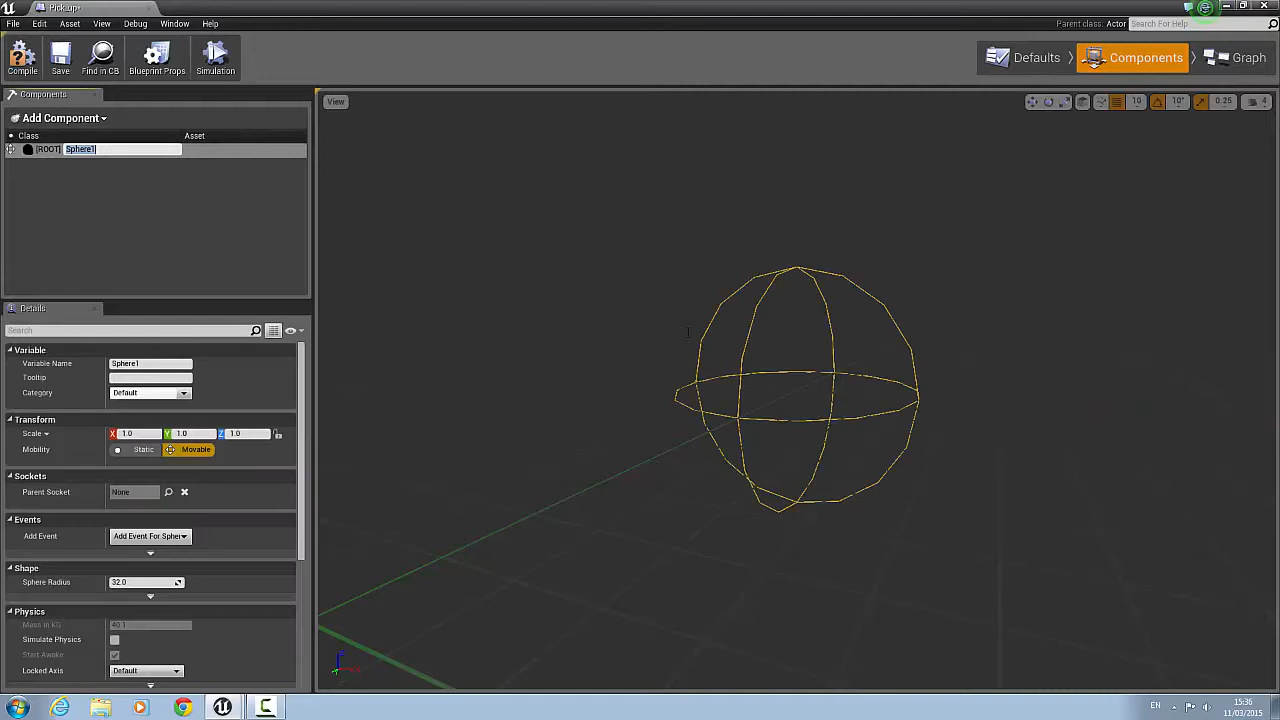 Pick_up*
File Edit Asset View Debug Window Help
Parent class: Actor Search For Help
Compile Save Find in CB Blueprint Props Simulation
Defaults Components Graph
Components
Add Component
Class Asset
[ROOT] Sphere1
View
10 10° 0.25 4
Details
Search
Variable
Variable Name Sphere1
Tooltip
Category Default
Transform
Scale X 1.0 Y 1.0 Z 1.0
Mobility Static Movable
Sockets
Parent Socket None
Events
Add Event Add Event For Spher
Shape
Sphere Radius 32.0
Physics
Mass in KG 40.1
Simulate Physics
Start Awake
Locked Axis Default
EN 15:36
11/03/2015